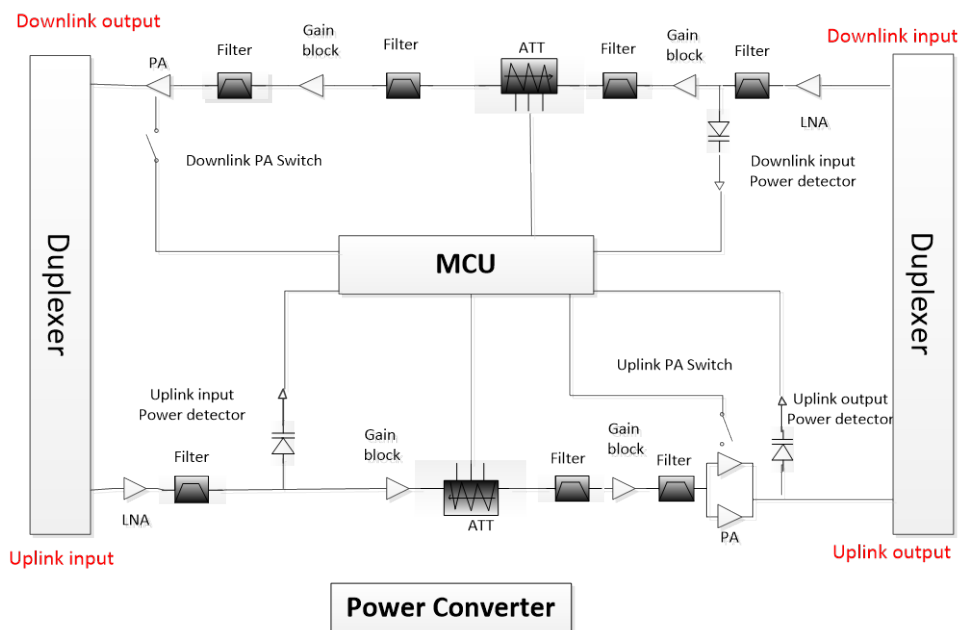 Downlink output
Downlink input
PA
Filter
Gain
block
Filter
ATT
Filter
Gain
block
Filter
LNA
Downlink PA Switch
Downlink input
Power detector
Duplexer
MCU
Duplexer
Uplink input
Power detector
Uplink PA Switch
Uplink output
Power detector
Filter
Gain
block
Filter
Gain
block
Filter
LNA
ATT
PA
Uplink input
Uplink output
Power Converter